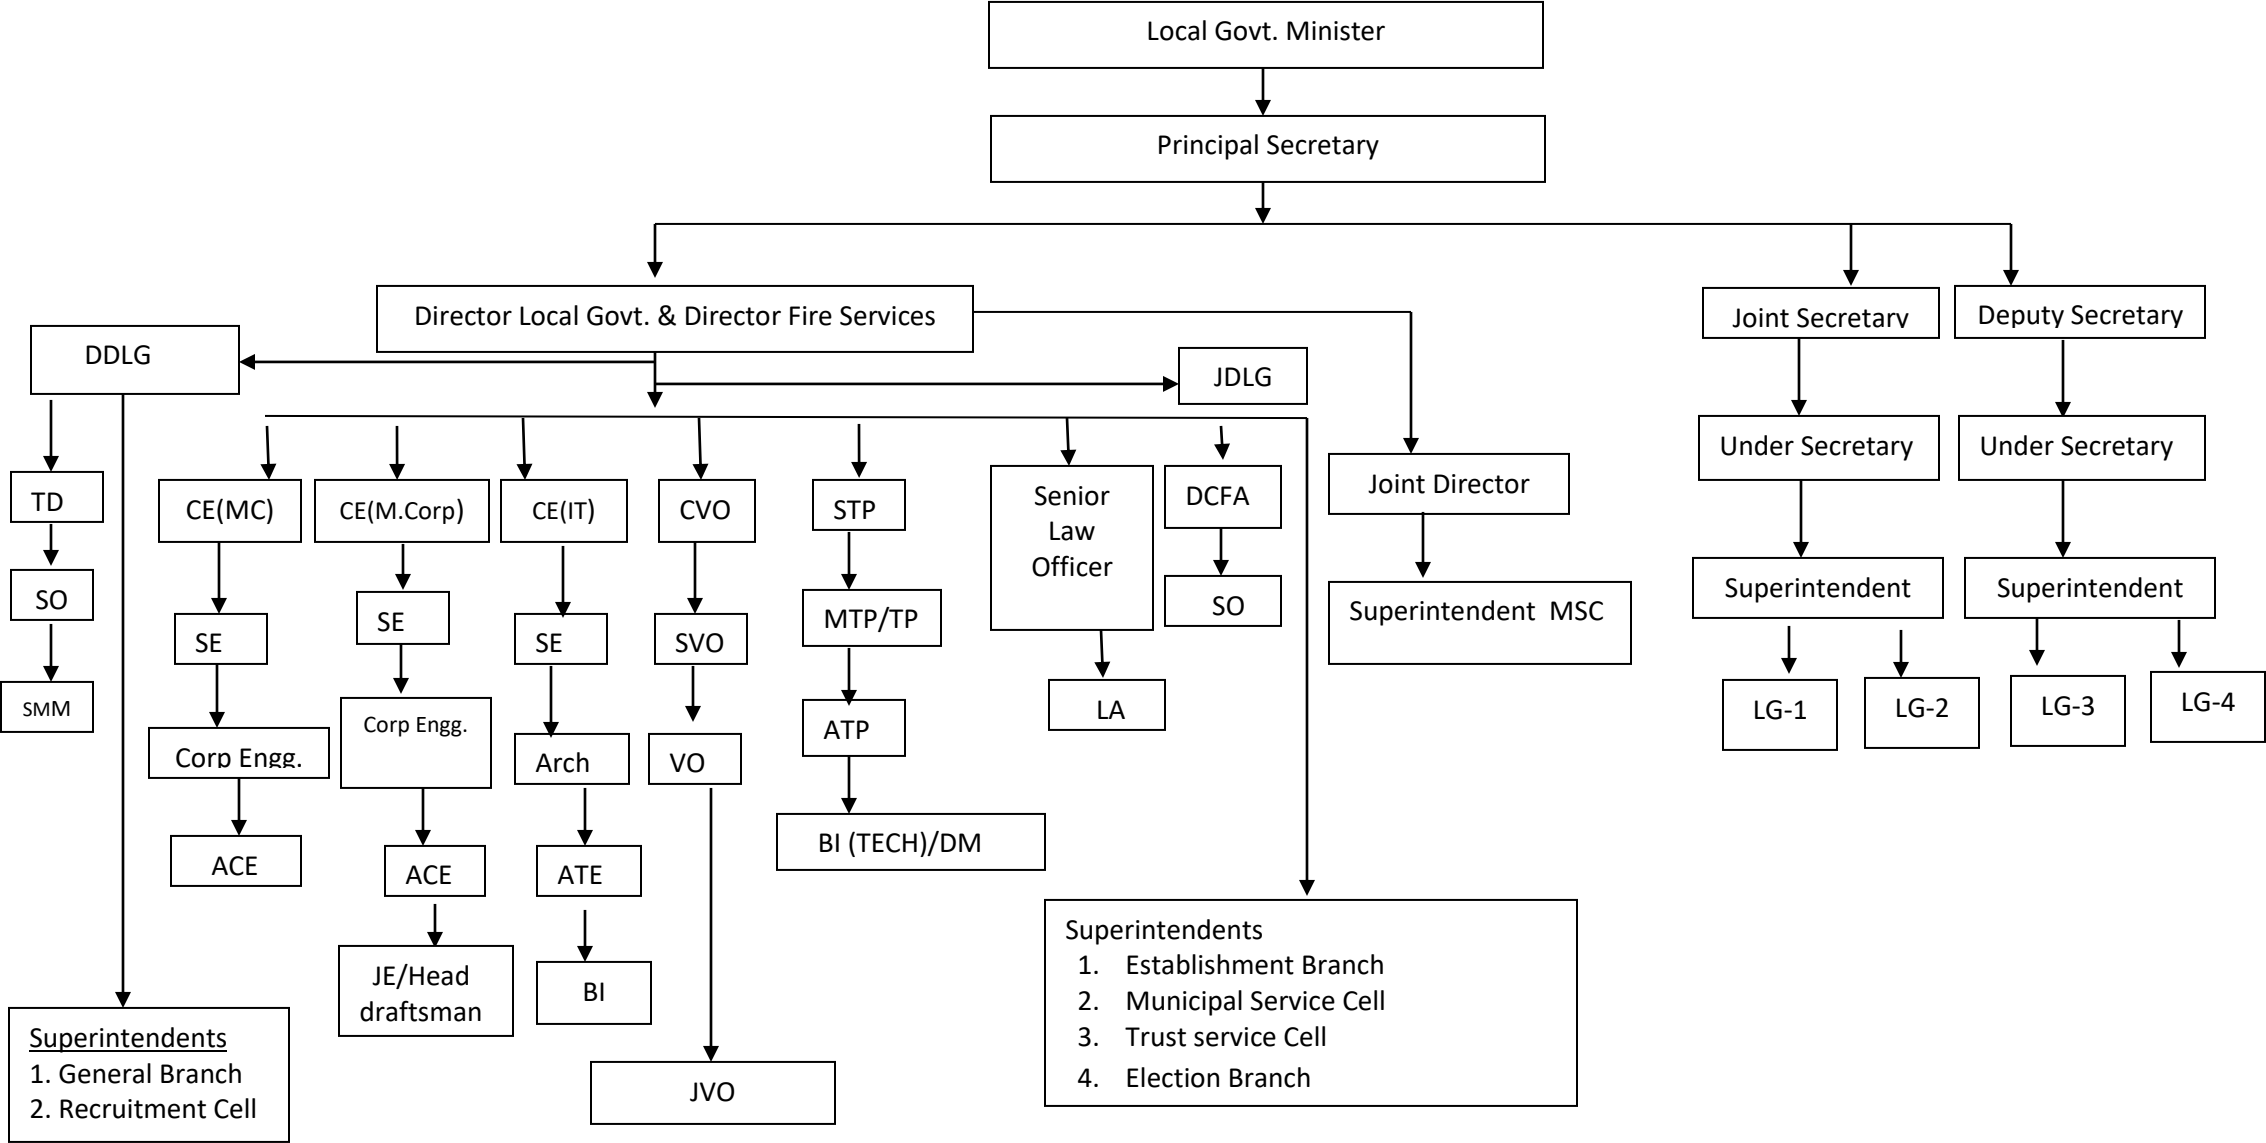 Local Govt. Minister
Principal Secretary
Director Local Govt. & Director Fire Services
Joint Secretary
Deputy Secretary
DDLG
JDLG
Under Secretary
Under Secretary
TD
CE(MC)
CE(M.Corp)
CE(IT)
CVO
STP
Senior
Law
Officer
DCFA
Joint Director
SO
SE
SE
SE
SVO
MTP/TP
SO
Superintendent MSC
Superintendent
Superintendent
SMM
Corp Engg.
Corp Engg.
Arch
VO
ATP
LA
LG-1
LG-2
LG-3
LG-4
ACE
ACE
ATE
BI (TECH)/DM
JE/Head
draftsman
BI
JVO
Superintendents
1. General Branch
2. Recruitment Cell
Superintendents
1. Establishment Branch
2. Municipal Service Cell
3. Trust service Cell
4. Election Branch